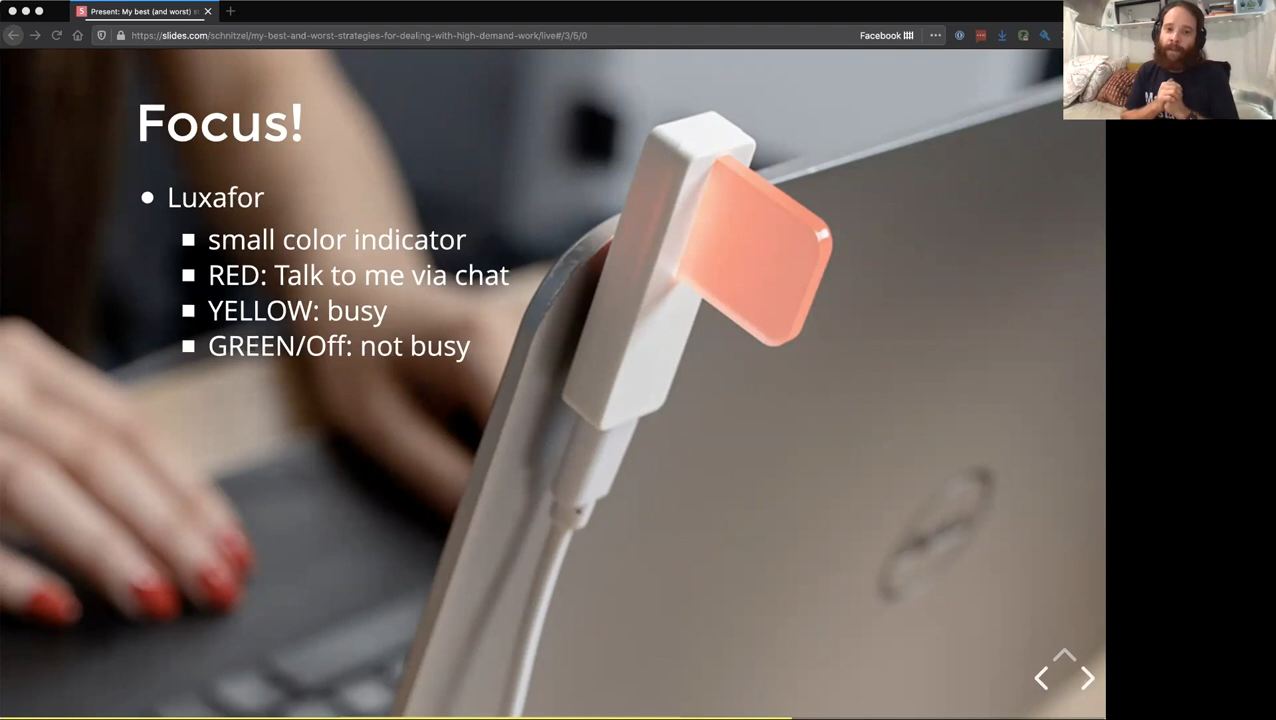 Present: My best (and worst)
https://slides.com/schnitzel/my-best-and-worst-strategies-for-dealing-with-high-demand-work/live#/3/5/0
Facebook
Focus!
Luxafor
small color indicator
RED: Talk to me via chat
YELLOW: busy
GREEN/Off: not busy